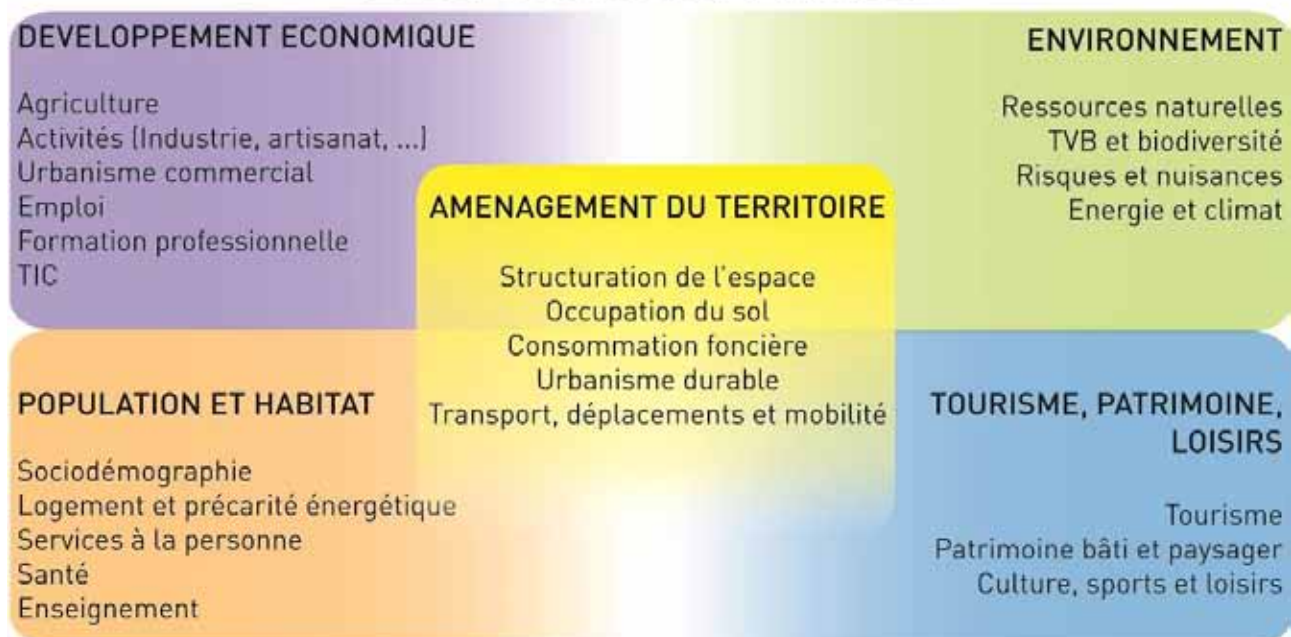 DEVELOPPEMENT ECONOMIQUE
Agriculture
Activités (Industrie, artisanat, ...)
Urbanisme commercial
Emploi
Formation professionnelle
TIC
ENVIRONNEMENT
Ressources naturelles
TVB et biodiversité
Risques et nuisances
Energie et climat
AMENAGEMENT DU TERRITOIRE
Structuration de l'espace
Occupation du sol
Consommation foncière
Urbanisme durable
Transport, déplacements et mobilité
POPULATION ET HABITAT
Sociodémographie
Logement et précarité énergétique
Services à la personne
Santé
Enseignement
TOURISME, PATRIMOINE,
LOISIRS
Tourisme
Patrimoine bâti et paysager
Culture, sports et loisirs